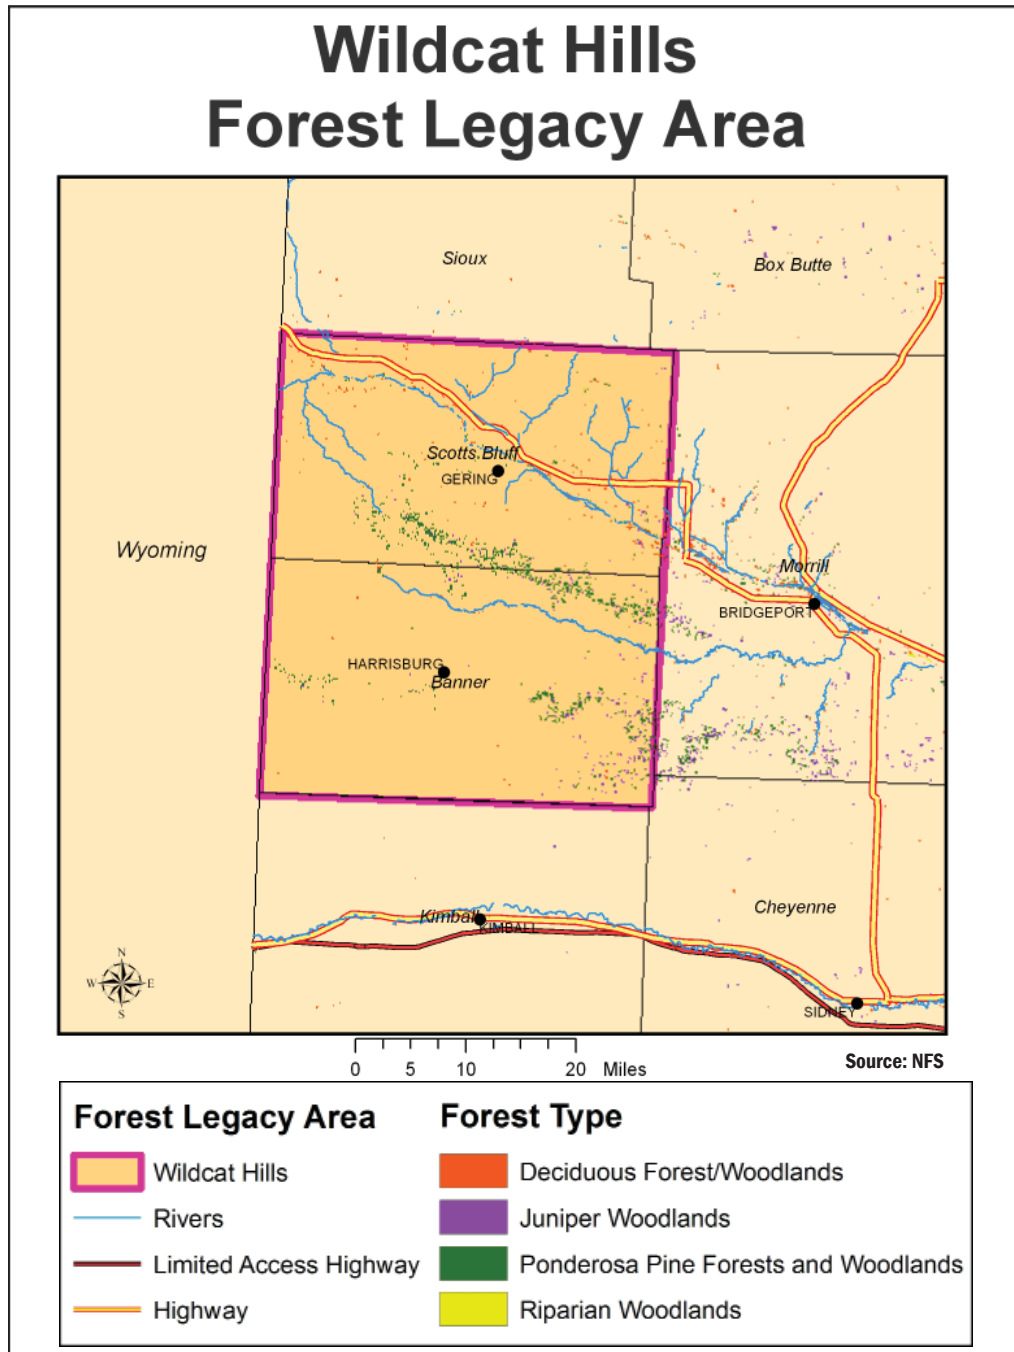 Wildcat Hills
Forest Legacy Area
Sioux
Box Butte
Scotts Bluff
GERING
Wyoming
Morrill
BRIDGEPORT
HARRISBURG
Banner
Cheyenne
Kimball
KIMBALL
SIDNEY
N
W E
S
0 5 10 20 Miles
Source: NFS
Forest Legacy Area
Wildcat Hills
Rivers
Limited Access Highway
Highway
Forest Type
Deciduous Forest/Woodlands
Juniper Woodlands
Ponderosa Pine Forests and Woodlands
Riparian Woodlands